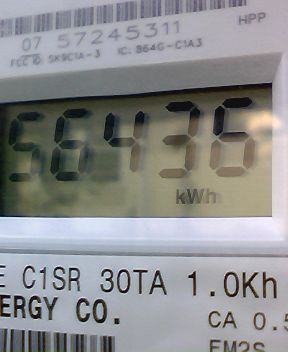 HPP
07 57245311
FCC ID: SK9C1A-3 IC: 864G-C1A3
56436
kWh
E C1SR 30TA 1.0Kh
ERGY CO.
CA 0.5
EM2S